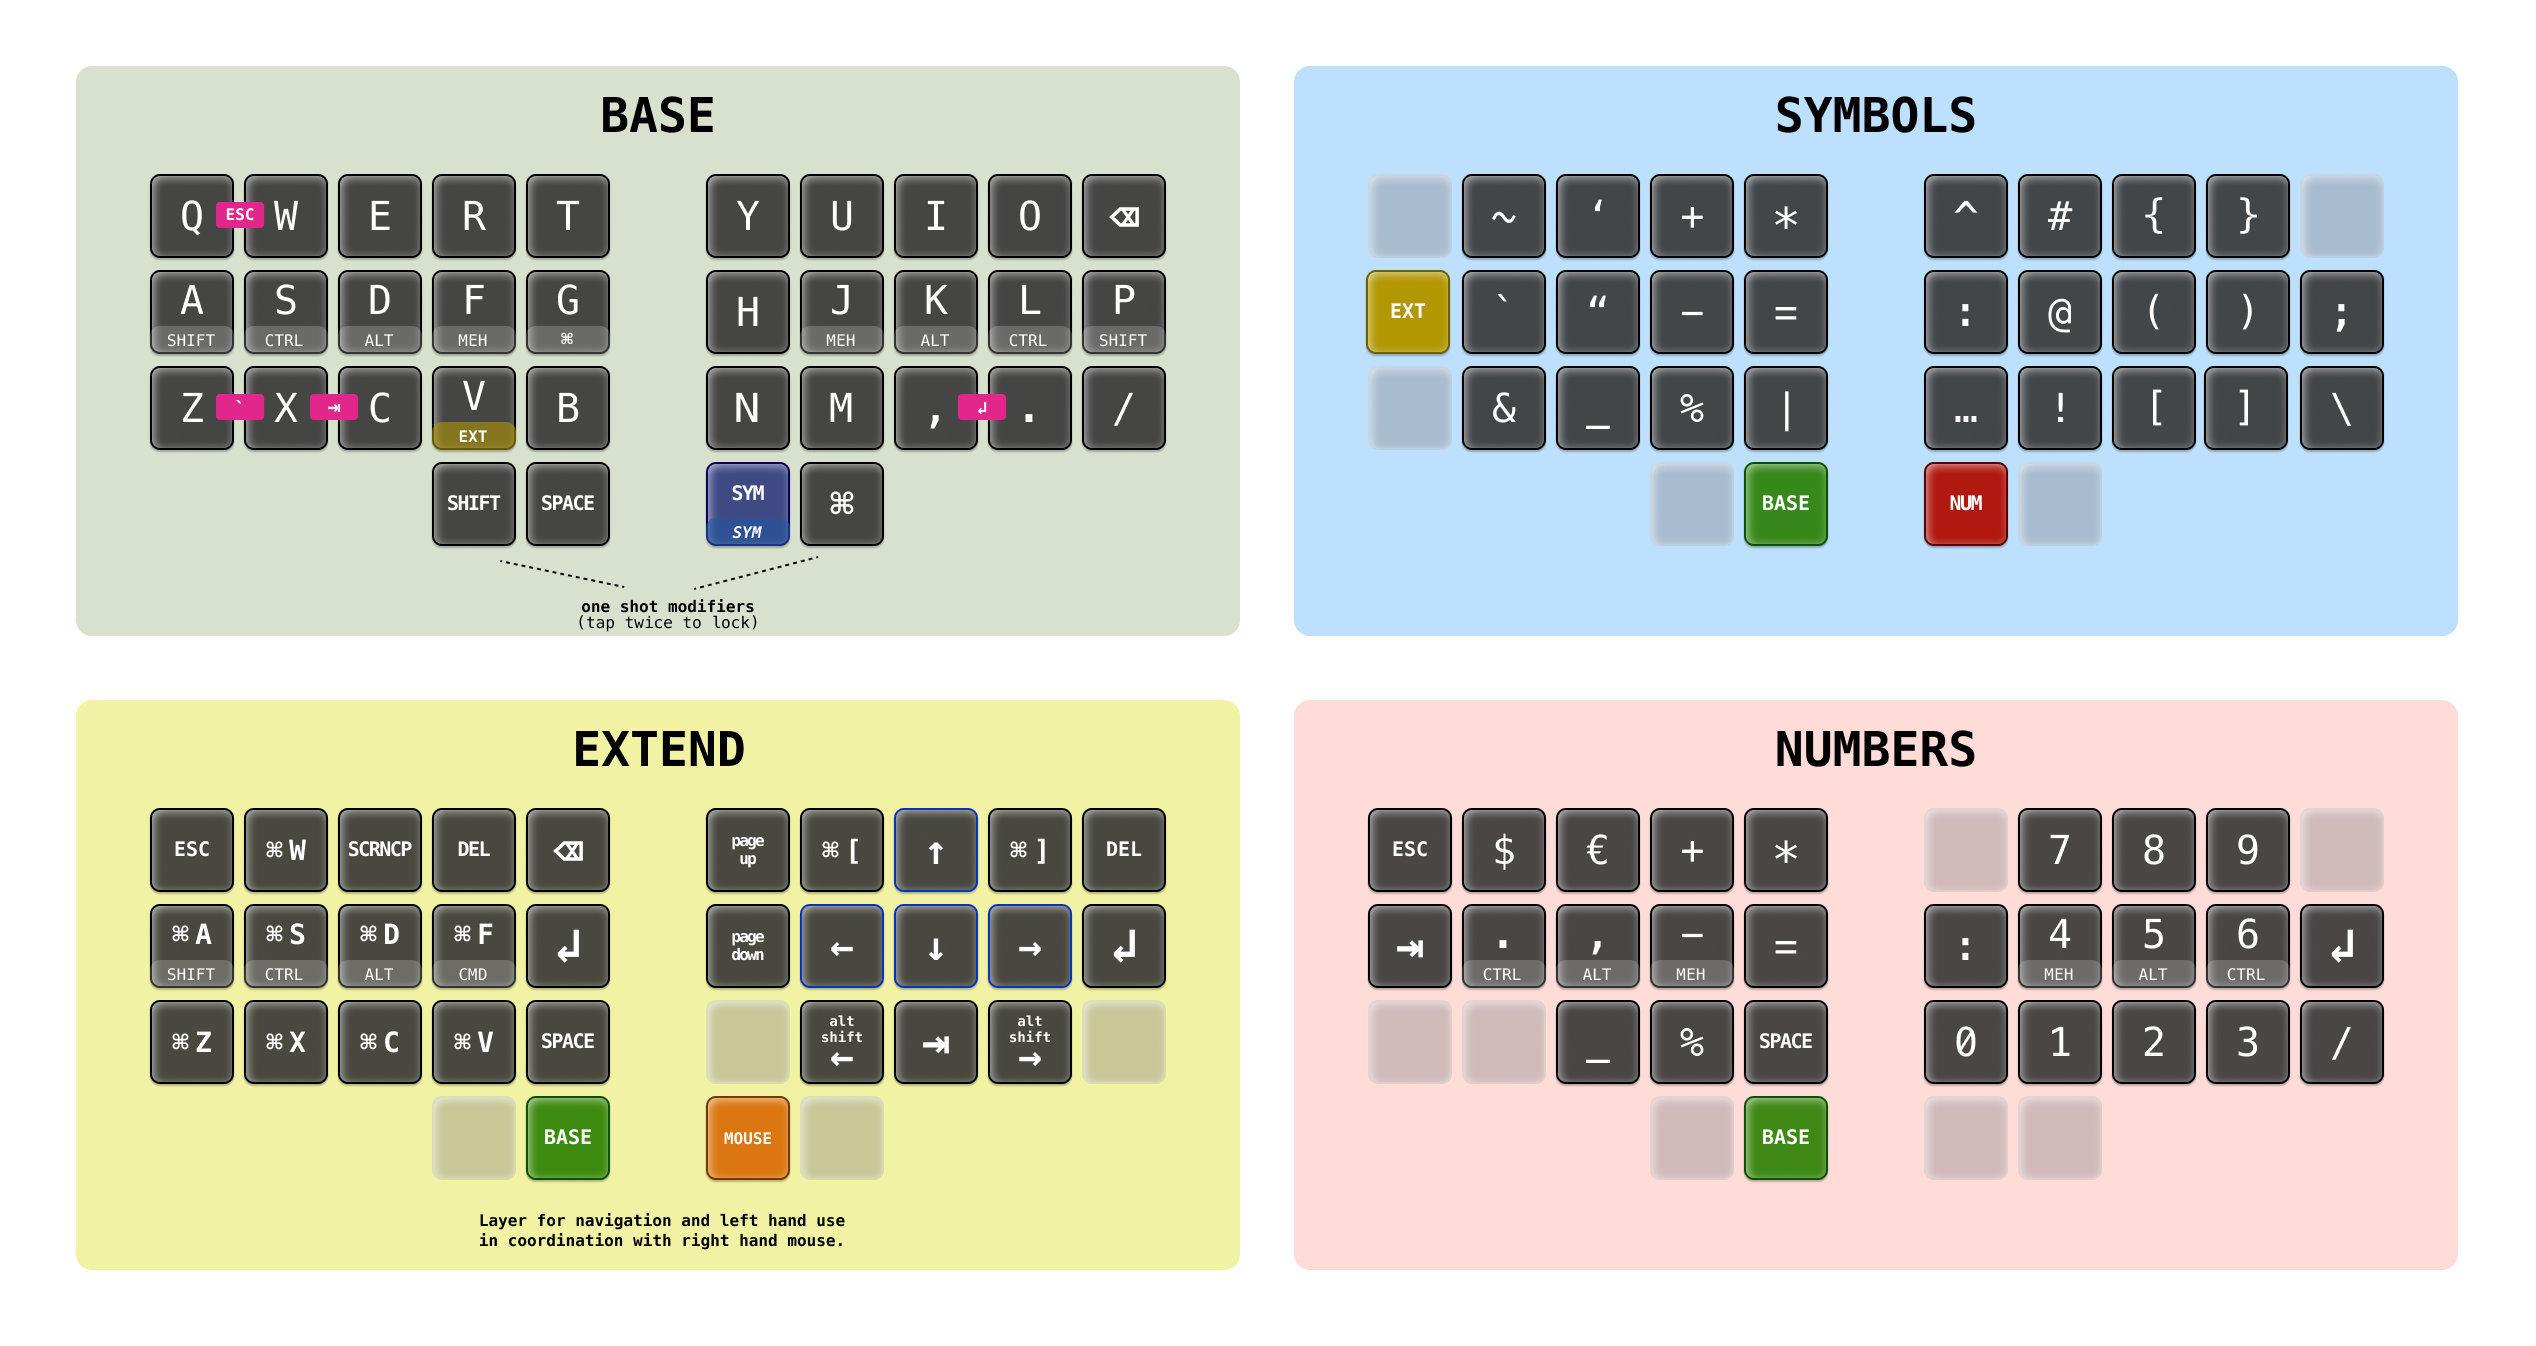 BASE
Q ESC W E R T Y U I O ⌫
A S D F G H J K L P
SHIFT CTRL ALT MEH ⌘ MEH ALT CTRL SHIFT
Z ` X ⇥ C V B N M , ↲ . /
EXT
SHIFT SPACE SYM ⌘
SYM
one shot modifiers
(tap twice to lock)
SYMBOLS
~ ‘ + * ^ # { }
EXT ` “ − = : @ ( ) ;
& _ % | … ! [ ] \
BASE NUM
EXTEND
ESC ⌘W SCRNCP DEL ⌫ page up ⌘[ ↑ ⌘] DEL
⌘A ⌘S ⌘D ⌘F ↲ page down ← ↓ → ↲
SHIFT CTRL ALT CMD
⌘Z ⌘X ⌘C ⌘V SPACE alt shift ← ⇥ alt shift →
BASE MOUSE
Layer for navigation and left hand use
in coordination with right hand mouse.
NUMBERS
ESC $ € + * 7 8 9
⇥ . , − = : 4 5 6 ↲
CTRL ALT MEH MEH ALT CTRL
_ % SPACE 0 1 2 3 /
BASE